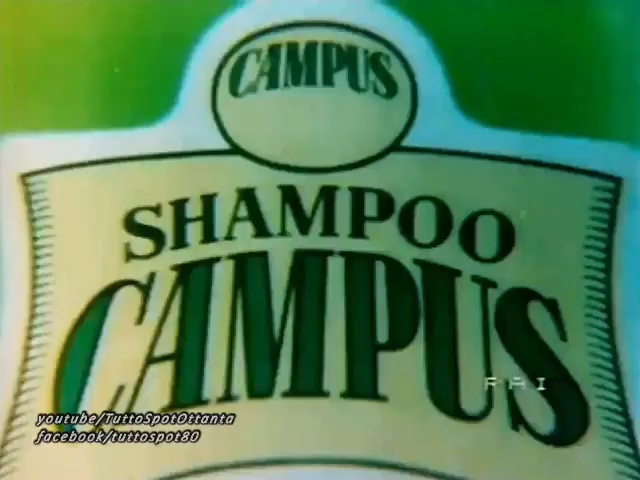 CAMPUS
SHAMPOO
CAMPUS
RAI
youtube/TuttoSpotOttanta
facebook/tuttospot80